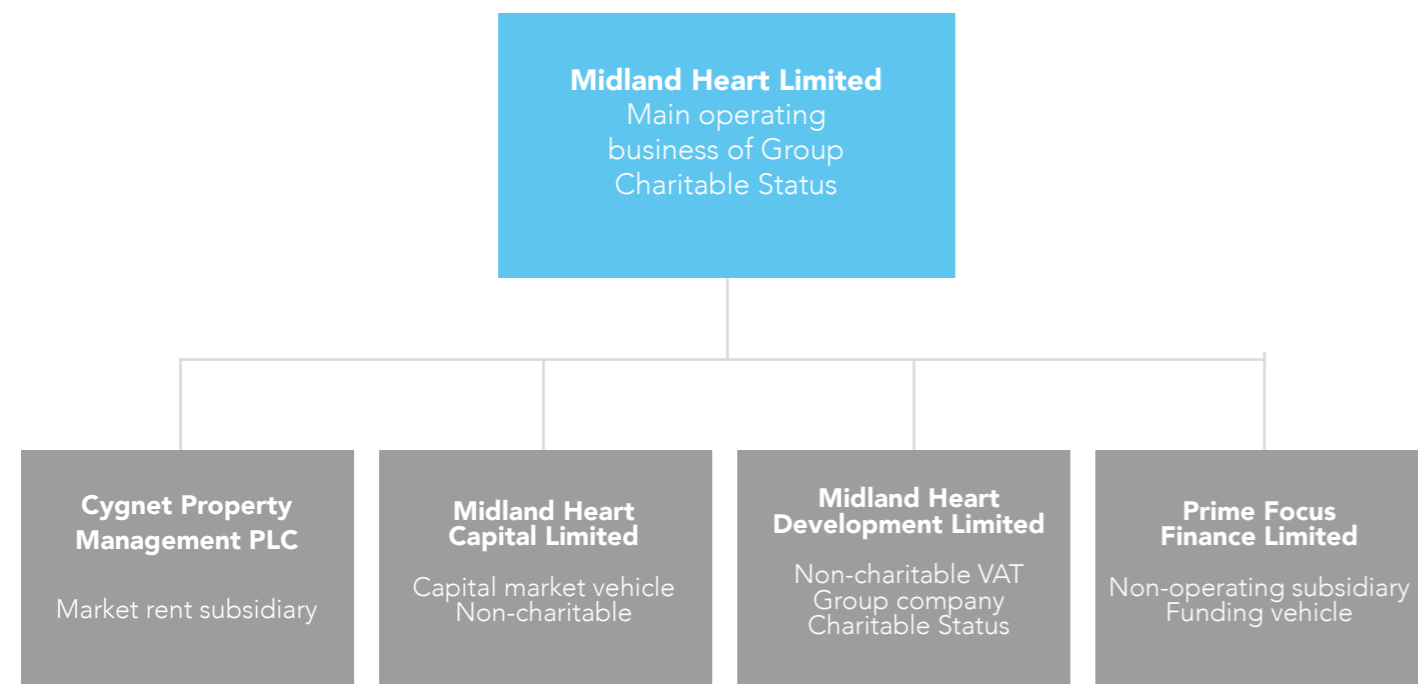 Midland Heart Limited
Main operating
business of Group
Charitable Status
Cygnet Property
Management PLC
Market rent subsidiary
Midland Heart
Capital Limited
Capital market vehicle
Non-charitable
Midland Heart
Development Limited
Non-charitable VAT
Group company
Charitable Status
Prime Focus
Finance Limited
Non-operating subsidiary
Funding vehicle